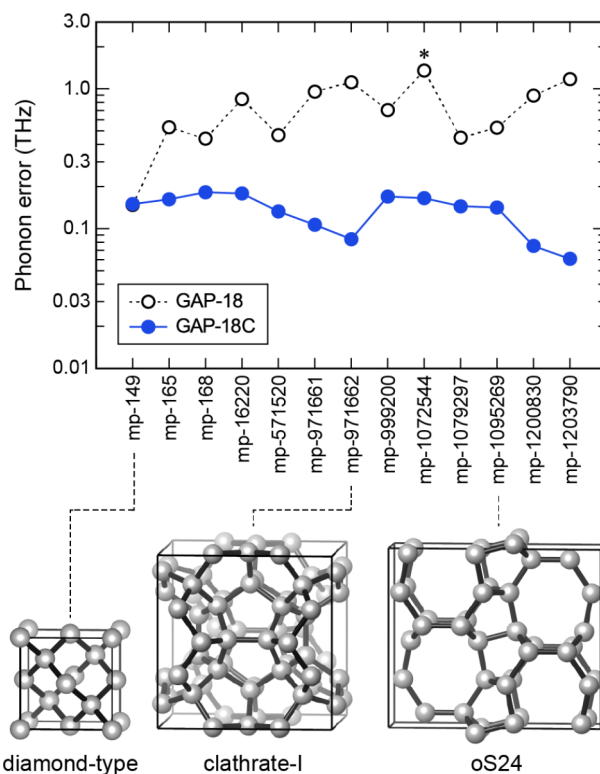 3.0
1.0
0.3
0.1
0.03
0.01
Phonon error (THz)
*
GAP-18
GAP-18C
mp-149
mp-165
mp-168
mp-16220
mp-571520
mp-971661
mp-971662
mp-999200
mp-1072544
mp-1079297
mp-1095269
mp-1200830
mp-1203790
diamond-type
clathrate-I
oS24